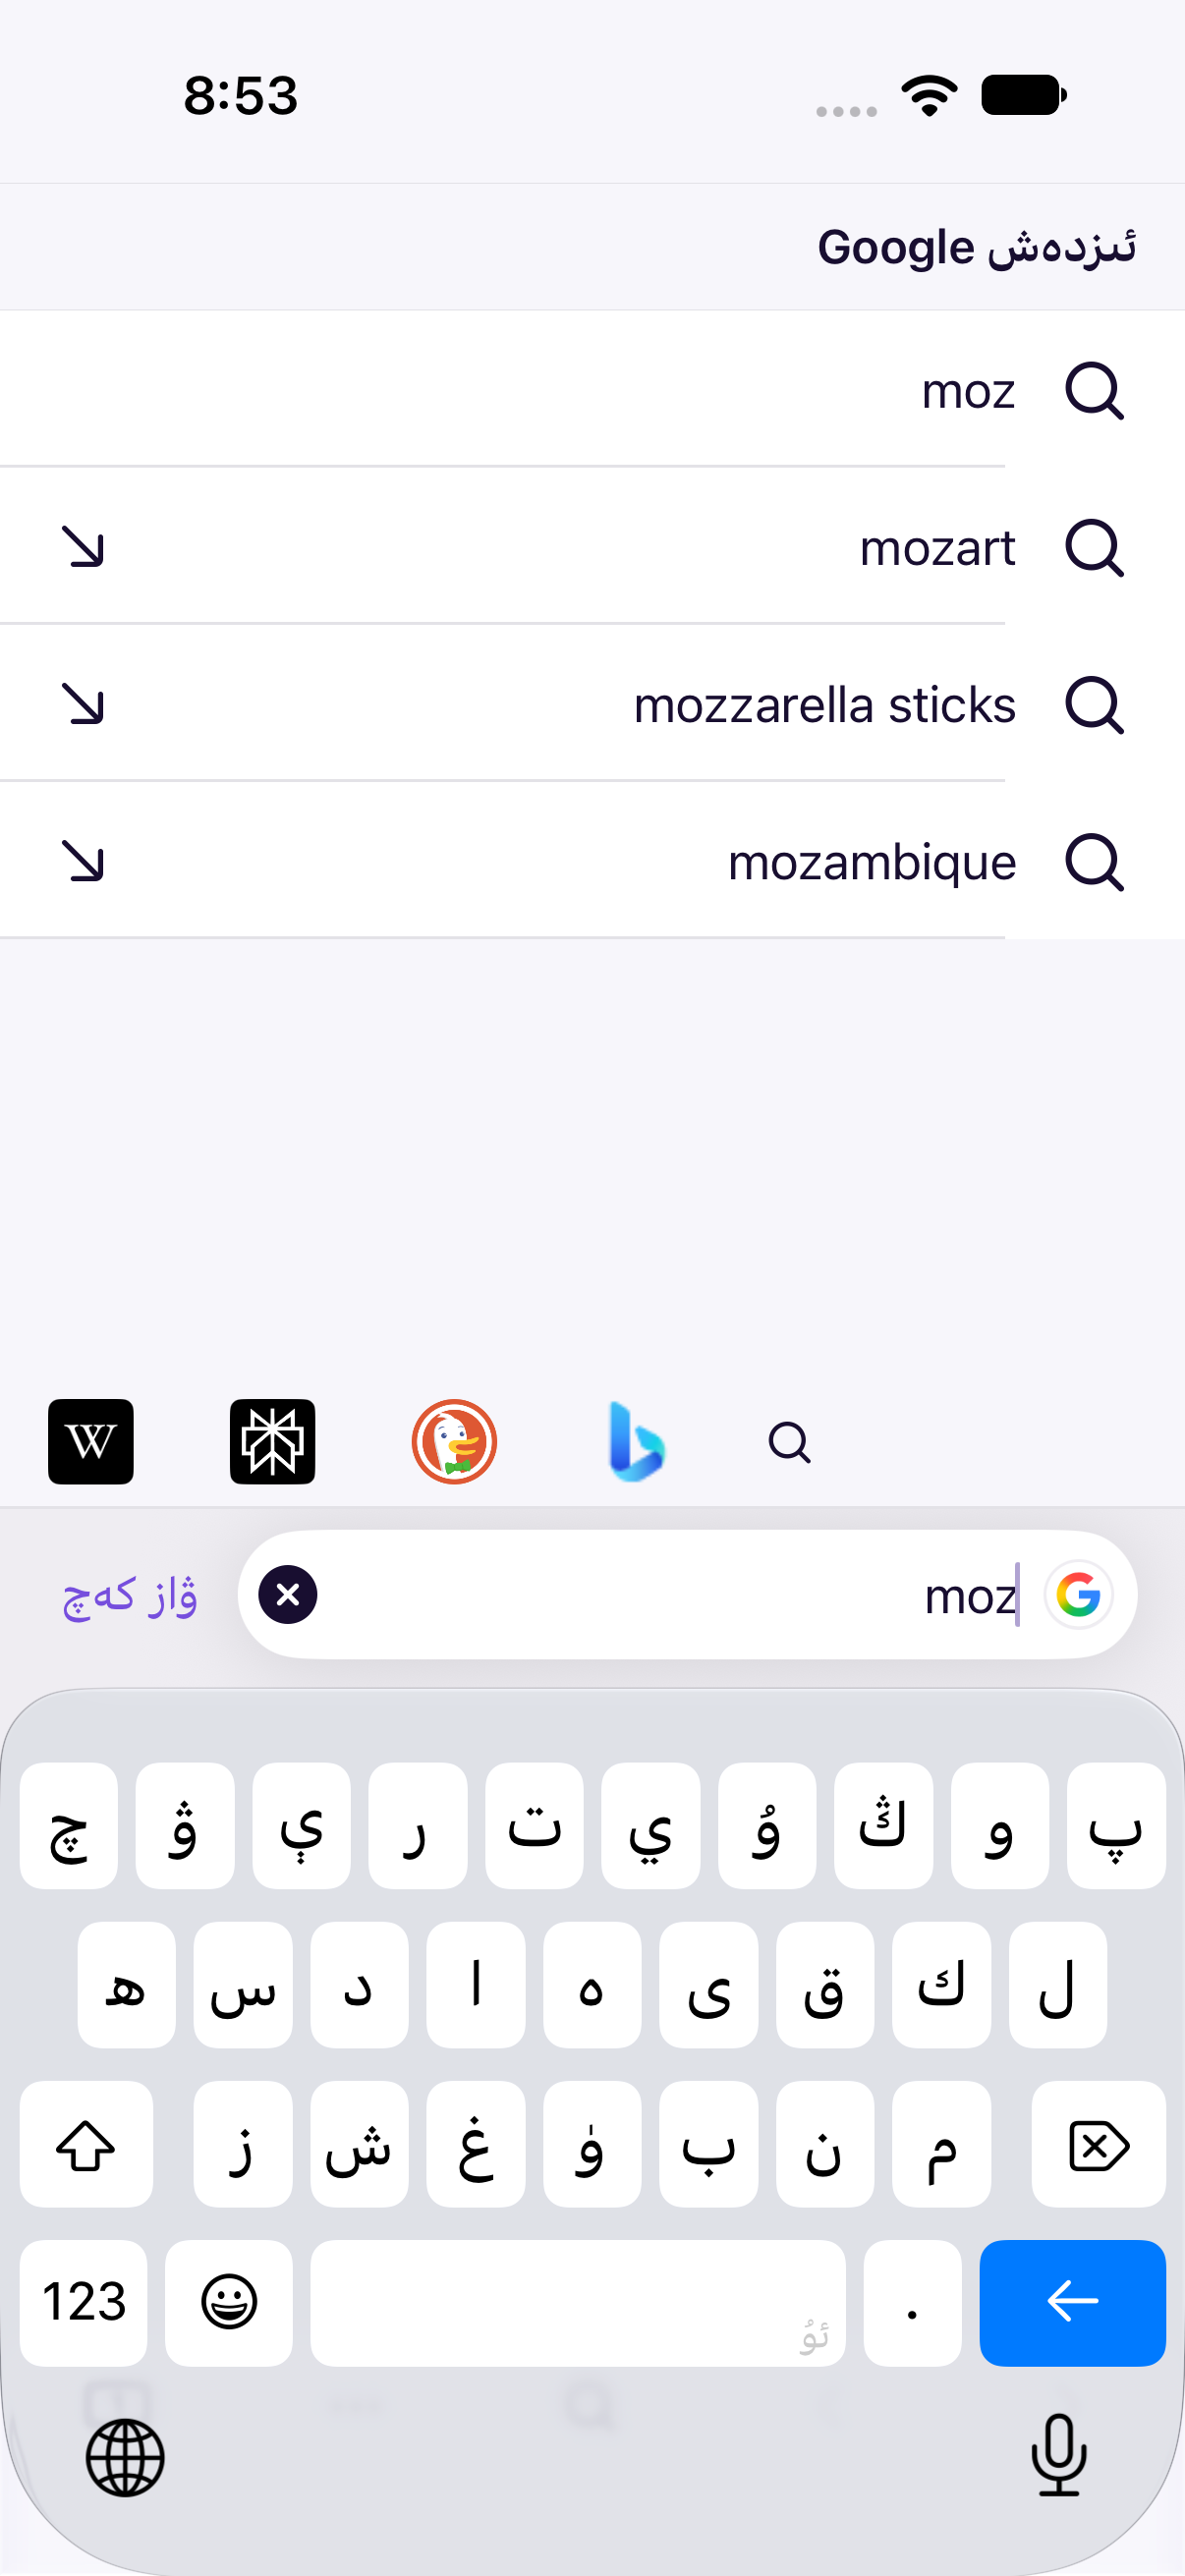 8:53
Google ئىزدەش
moz
mozart
mozzarella sticks
mozambique
W
moz
ۋاز كەچ
چ ۋ ې ر ت ي ۇ ڭ و پ
ھ س د ا ە ى ق ك ل
ز ش غ ۈ ب ن م
123
ئۇ
.